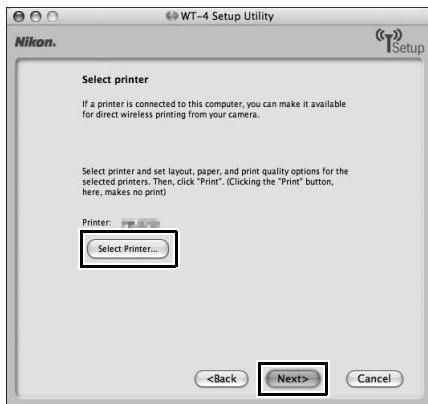 WT-4 Setup Utility
Nikon.
Setup
Select printer
If a printer is connected to this computer, you can make it available
for direct wireless printing from your camera.
Select printer and set layout, paper, and print quality options for the
selected printers. Then, click "Print". (Clicking the "Print" button,
here, makes no print)
Printer:
Select Printer...
<Back Next> Cancel